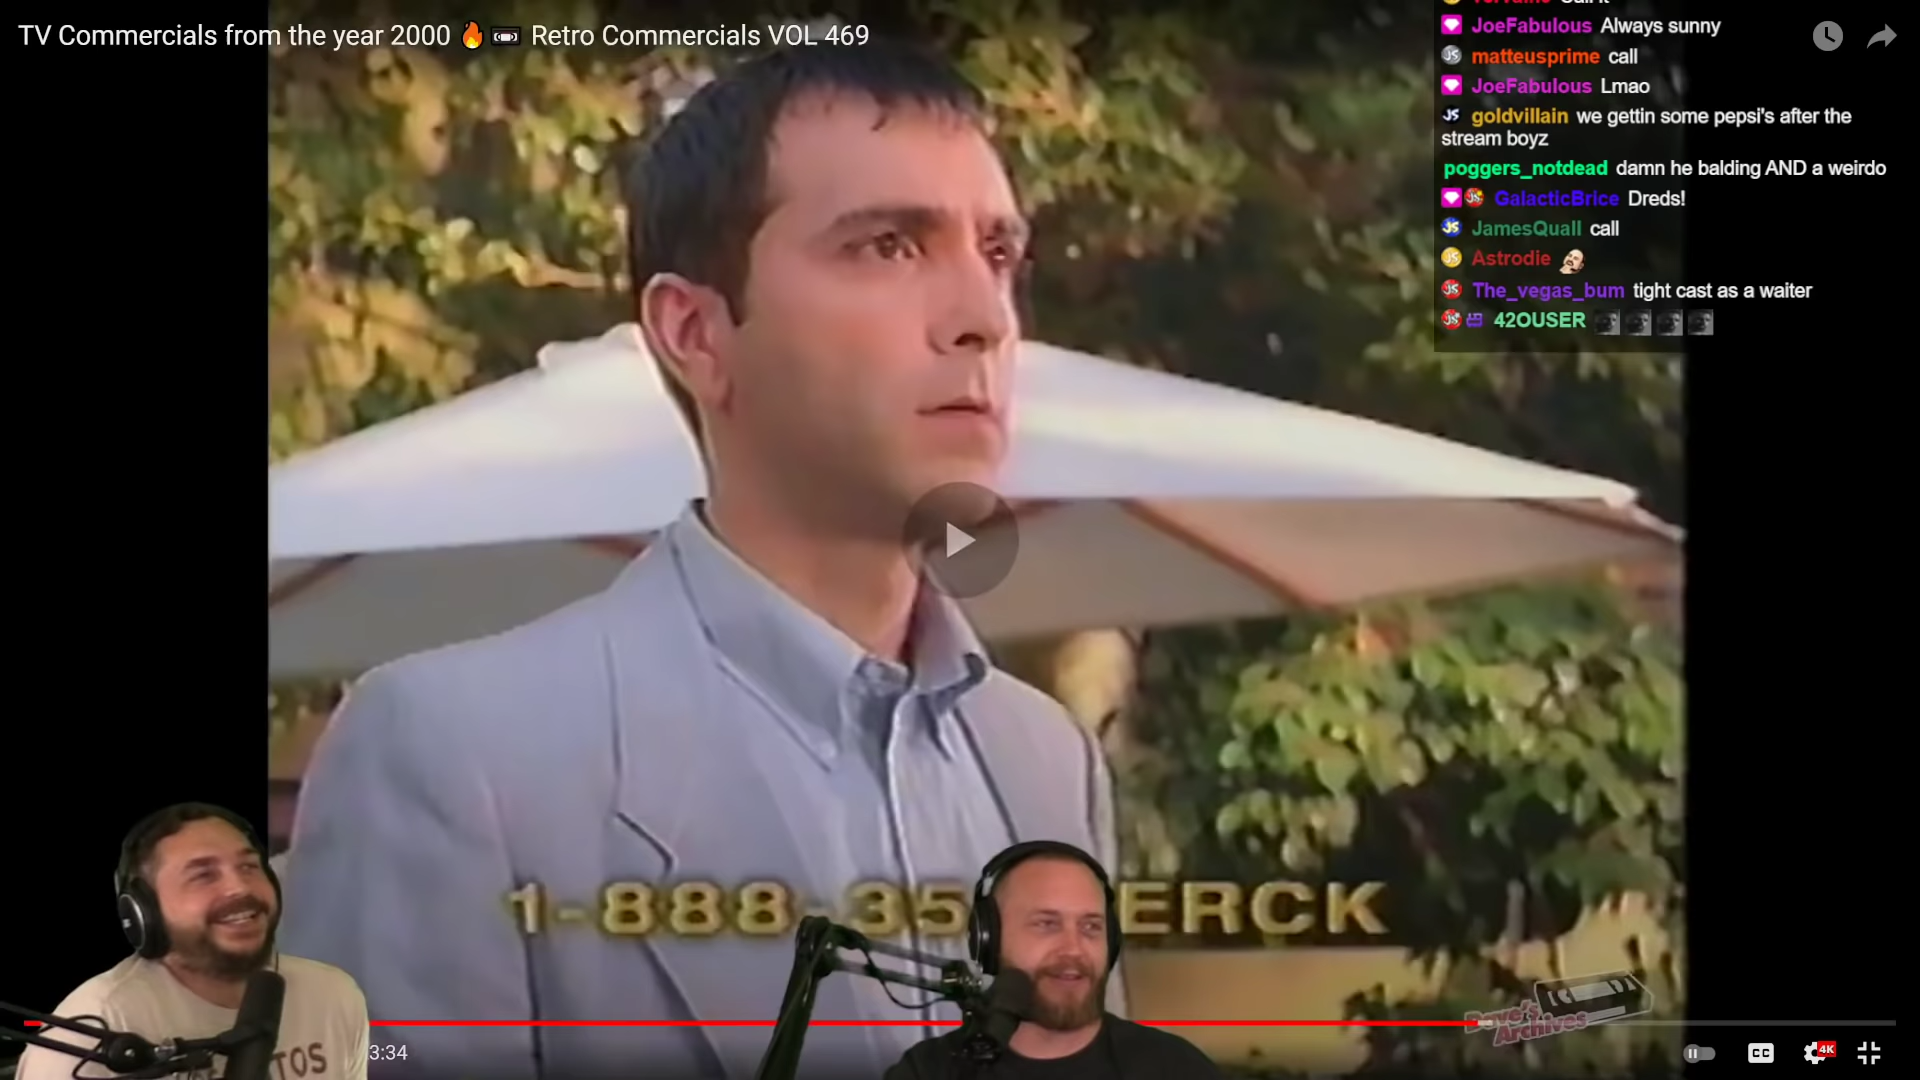 TV Commercials from the year 2000 🔥📼 Retro Commercials VOL 469
JoeFabulous Always sunny
matteusprime call
JoeFabulous Lmao
goldvillain we gettin some pepsi's after the
stream boyz
poggers_notdead damn he balding AND a weirdo
GalacticBrice Dreds!
JamesQuall call
Astrodie
The_vegas_bum tight cast as a waiter
42OUSER
1-888-35 ERCK
Dave's
Archives
3:34
CC
4K